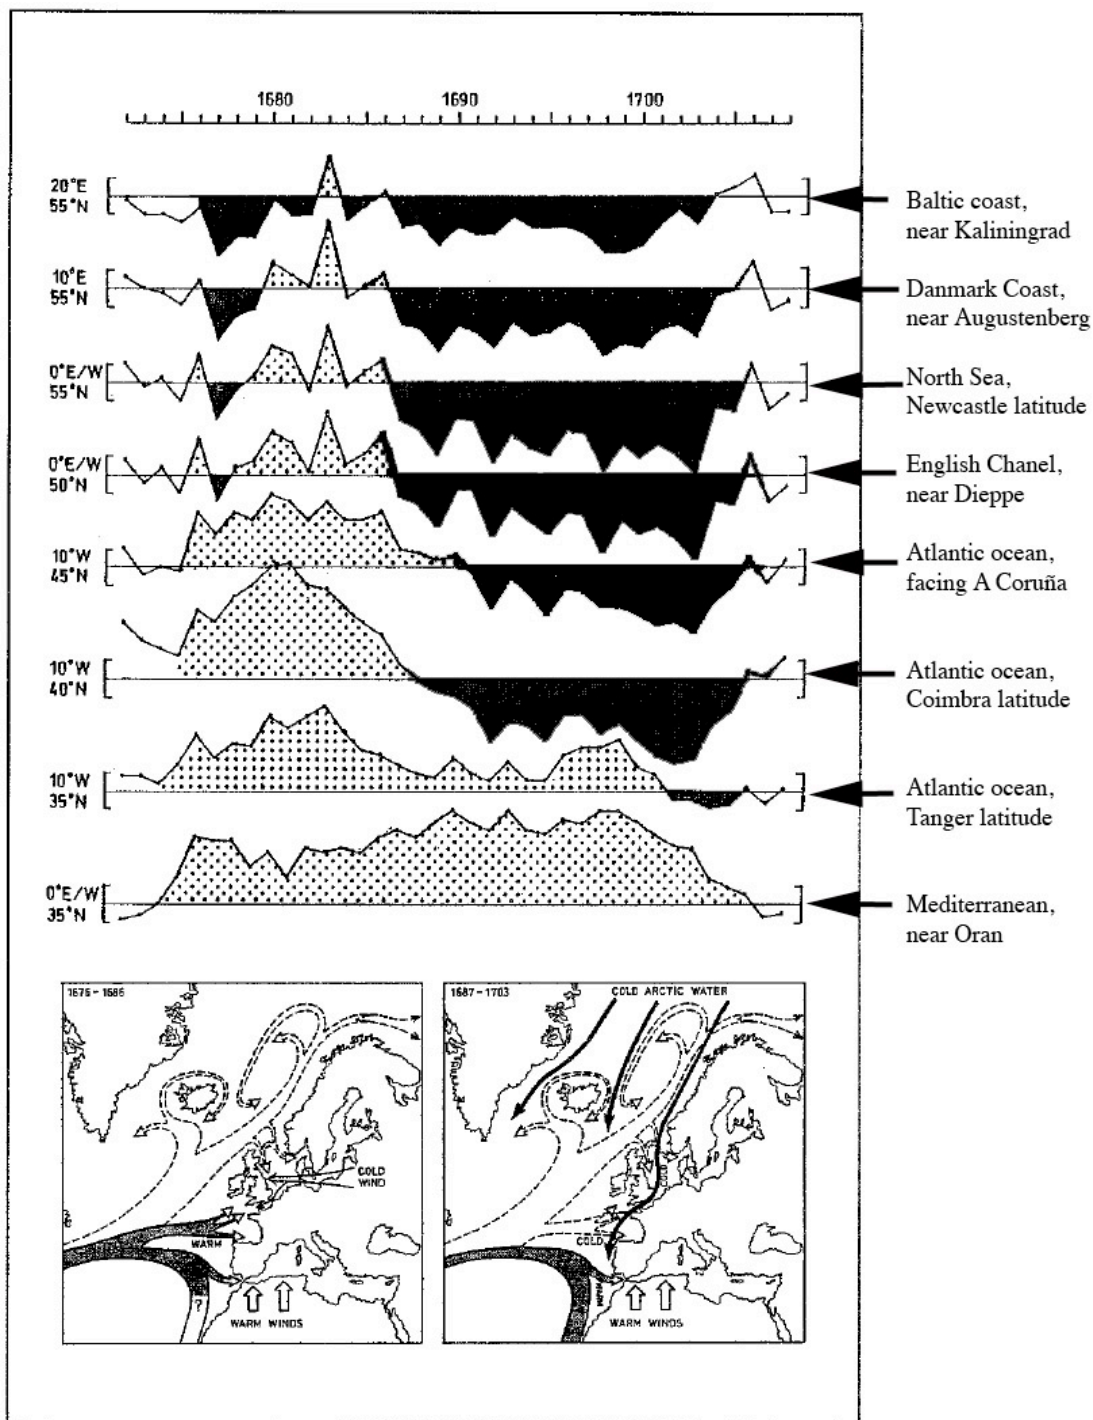 1680 1690 1700
20°E
55°N
Baltic coast,
near Kaliningrad
10°E
55°N
Danmark Coast,
near Augustenberg
0°E/W
55°N
North Sea,
Newcastle latitude
0°E/W
50°N
English Chanel,
near Dieppe
10°W
45°N
Atlantic ocean,
facing A Coruña
10°W
40°N
Atlantic ocean,
Coimbra latitude
10°W
35°N
Atlantic ocean,
Tanger latitude
0°E/W
35°N
Mediterranean,
near Oran
1675-1686
COLD
WIND
WARM
?
WARM WINDS
1687-1703
COLD ARCTIC WATER
COLD
COLD
WARM
WARM WINDS